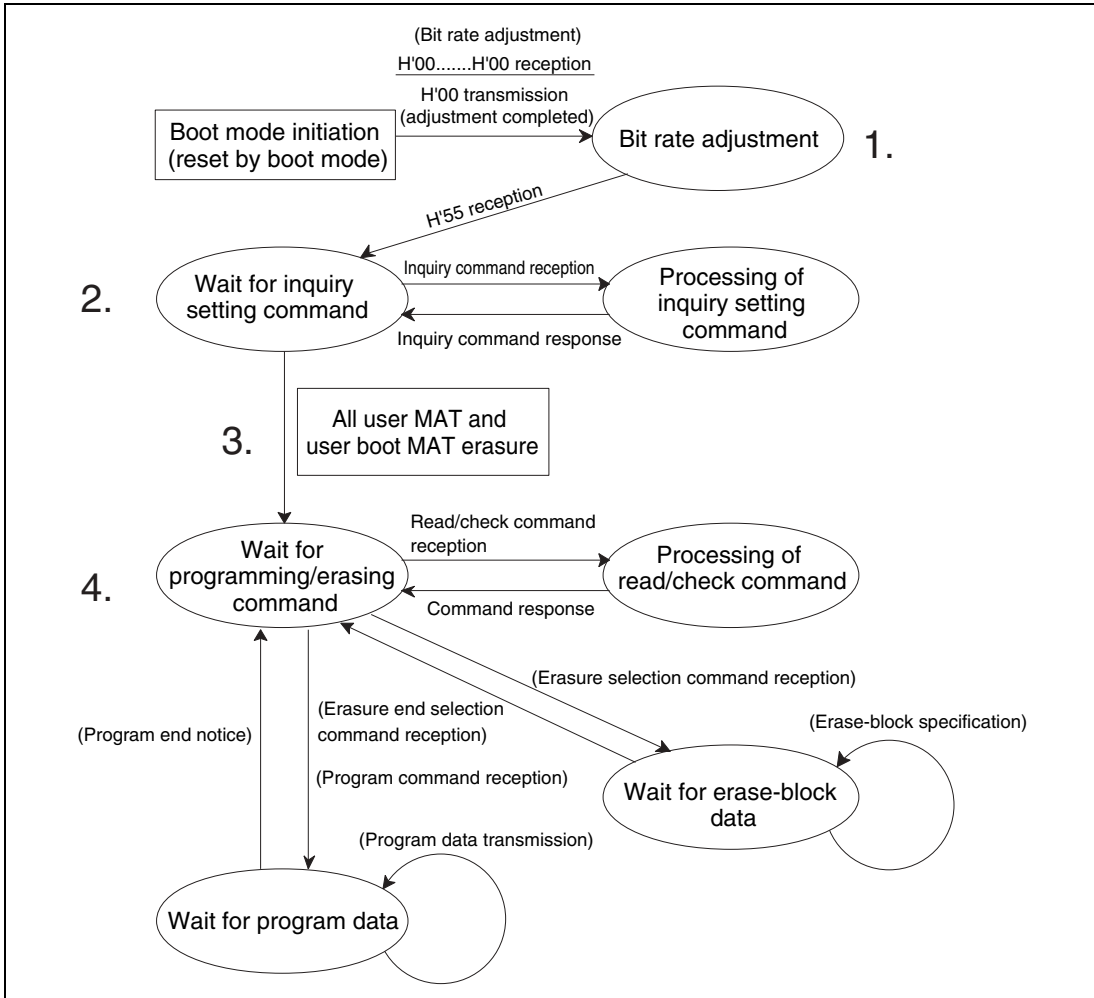 (Bit rate adjustment)
H'00.......H'00 reception
H'00 transmission
(adjustment completed)
Boot mode initiation
(reset by boot mode)
Bit rate adjustment
1.
H'55 reception
2.
Wait for inquiry
setting command
Inquiry command reception
Inquiry command response
Processing of
inquiry setting
command
3.
All user MAT and
user boot MAT erasure
4.
Wait for
programming/erasing
command
Read/check command
reception
Command response
Processing of
read/check command
(Erasure selection command reception)
(Program end notice)
(Erasure end selection
command reception)
(Program command reception)
(Erase-block specification)
Wait for erase-block
data
(Program data transmission)
Wait for program data